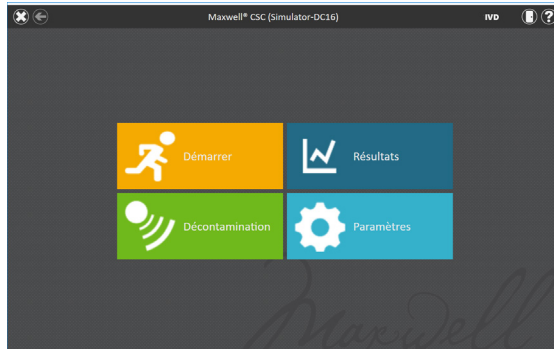 Maxwell® CSC (Simulator-DC16)
IVD
?
Démarrer
Résultats
Décontamination
Paramètres
Maxwell